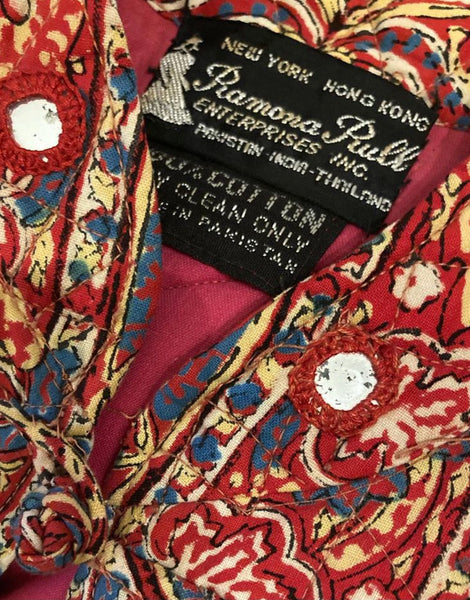 NEW YORK HONG KONG
Ramona Rull
ENTERPRISES INC.
PAKISTAN-INDIA-THAILAND
COTTON
CLEAN ONLY
IN PAKISTAN